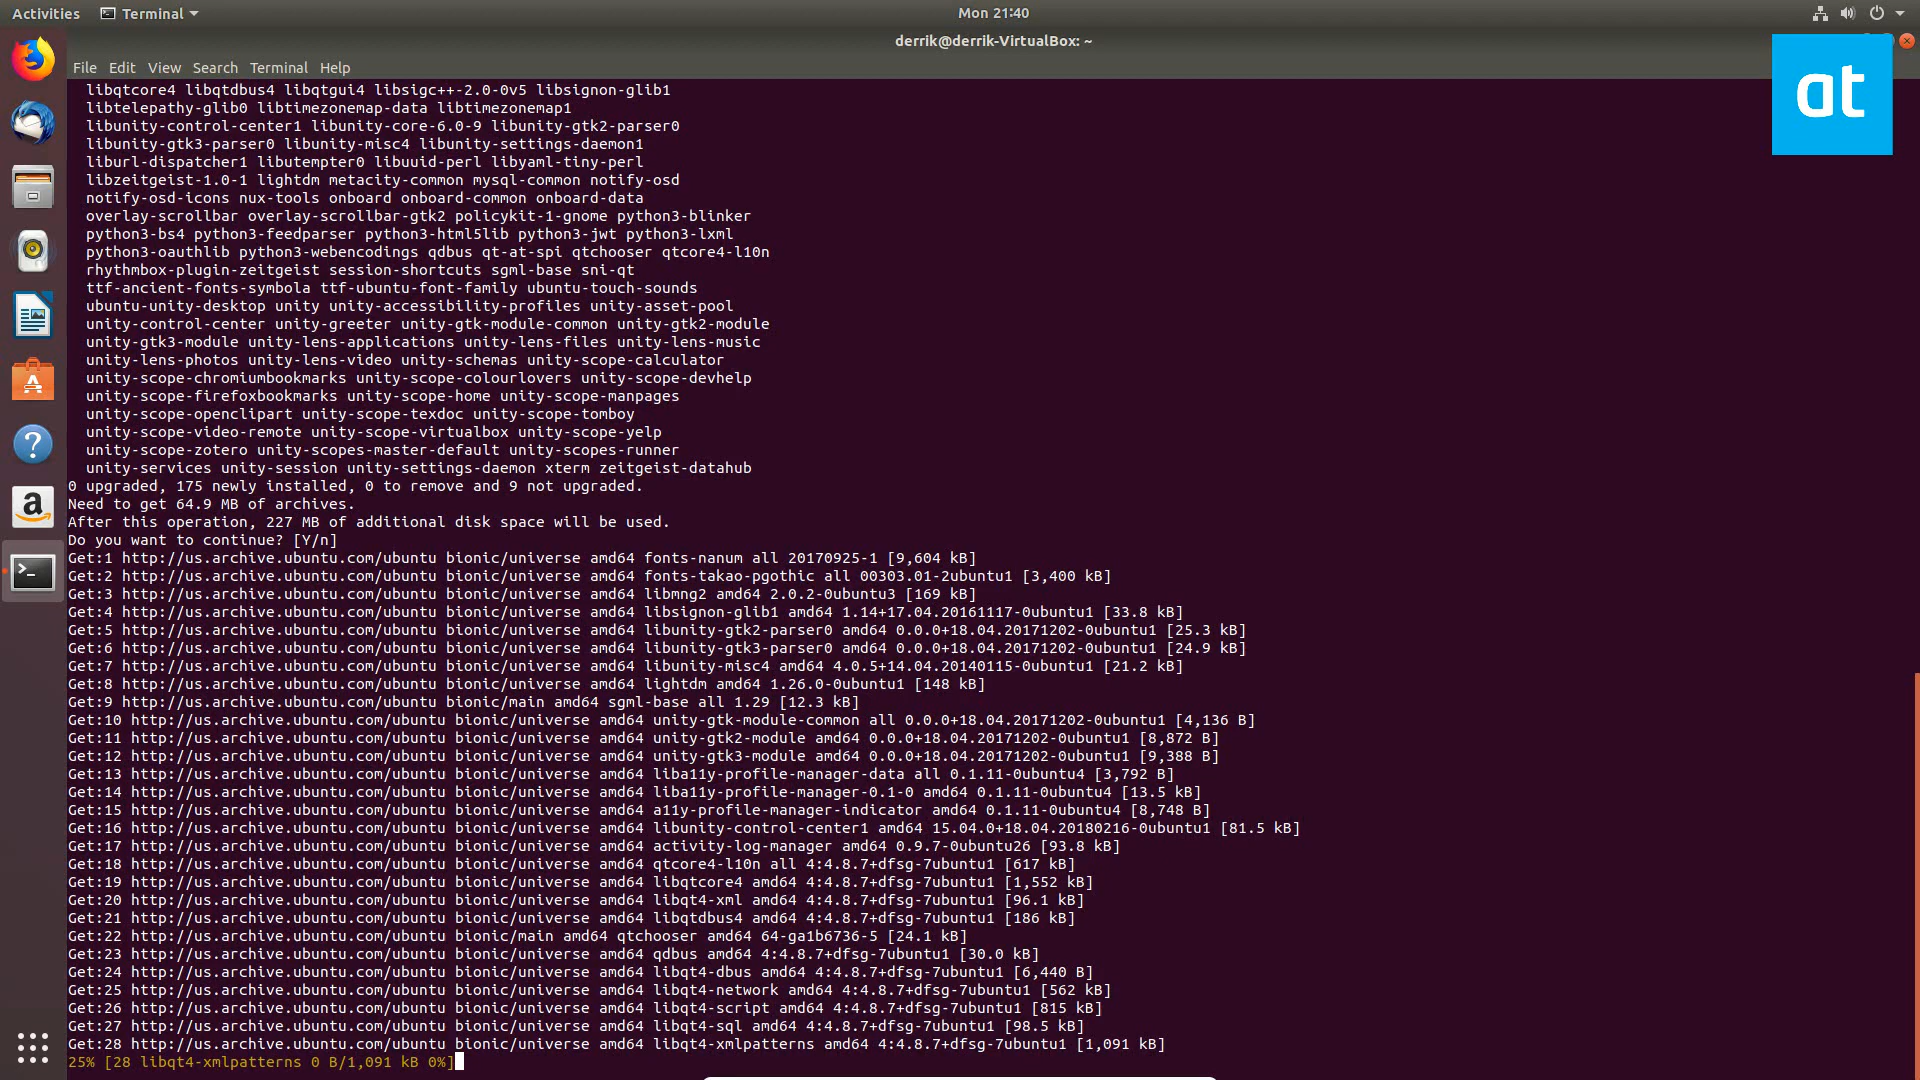 Activities Terminal Mon 21:40
derrik@derrik-VirtualBox: ~
File Edit View Search Terminal Help
at
libqtcore4 libqtdbus4 libqtgui4 libsigc++-2.0-0v5 libsignon-glib1
libtelepathy-glib0 libtimezonemap-data libtimezonemap1
libunity-control-center1 libunity-core-6.0-9 libunity-gtk2-parser0
libunity-gtk3-parser0 libunity-misc4 libunity-settings-daemon1
liburl-dispatcher1 libutempter0 libuuid-perl libyaml-tiny-perl
libzeitgeist-1.0-1 lightdm metacity-common mysql-common notify-osd
notify-osd-icons nux-tools onboard onboard-common onboard-data
overlay-scrollbar overlay-scrollbar-gtk2 policykit-1-gnome python3-blinker
python3-bs4 python3-feedparser python3-html5lib python3-jwt python3-lxml
python3-oauthlib python3-webencodings qdbus qt-at-spi qtchooser qtcore4-l10n
rhythmbox-plugin-zeitgeist session-shortcuts sgml-base sni-qt
ttf-ancient-fonts-symbola ttf-ubuntu-font-family ubuntu-touch-sounds
ubuntu-unity-desktop unity unity-accessibility-profiles unity-asset-pool
unity-control-center unity-greeter unity-gtk-module-common unity-gtk2-module
unity-gtk3-module unity-lens-applications unity-lens-files unity-lens-music
unity-lens-photos unity-lens-video unity-schemas unity-scope-calculator
unity-scope-chromiumbookmarks unity-scope-colourlovers unity-scope-devhelp
unity-scope-firefoxbookmarks unity-scope-home unity-scope-manpages
unity-scope-openclipart unity-scope-texdoc unity-scope-tomboy
unity-scope-video-remote unity-scope-virtualbox unity-scope-yelp
unity-scope-zotero unity-scopes-master-default unity-scopes-runner
unity-services unity-session unity-settings-daemon xterm zeitgeist-datahub
0 upgraded, 175 newly installed, 0 to remove and 9 not upgraded.
Need to get 64.9 MB of archives.
After this operation, 227 MB of additional disk space will be used.
Do you want to continue? [Y/n]
Get:1 http://us.archive.ubuntu.com/ubuntu bionic/universe amd64 fonts-nanum all 20170925-1 [9,604 kB]
Get:2 http://us.archive.ubuntu.com/ubuntu bionic/universe amd64 fonts-takao-pgothic all 00303.01-2ubuntu1 [3,400 kB]
Get:3 http://us.archive.ubuntu.com/ubuntu bionic/universe amd64 libmng2 amd64 2.0.2-0ubuntu3 [169 kB]
Get:4 http://us.archive.ubuntu.com/ubuntu bionic/universe amd64 libsignon-glib1 amd64 1.14+17.04.20161117-0ubuntu1 [33.8 kB]
Get:5 http://us.archive.ubuntu.com/ubuntu bionic/universe amd64 libunity-gtk2-parser0 amd64 0.0.0+18.04.20171202-0ubuntu1 [25.3 kB]
Get:6 http://us.archive.ubuntu.com/ubuntu bionic/universe amd64 libunity-gtk3-parser0 amd64 0.0.0+18.04.20171202-0ubuntu1 [24.9 kB]
Get:7 http://us.archive.ubuntu.com/ubuntu bionic/universe amd64 libunity-misc4 amd64 4.0.5+14.04.20140115-0ubuntu1 [21.2 kB]
Get:8 http://us.archive.ubuntu.com/ubuntu bionic/universe amd64 lightdm amd64 1.26.0-0ubuntu1 [148 kB]
Get:9 http://us.archive.ubuntu.com/ubuntu bionic/main amd64 sgml-base all 1.29 [12.3 kB]
Get:10 http://us.archive.ubuntu.com/ubuntu bionic/universe amd64 unity-gtk-module-common all 0.0.0+18.04.20171202-0ubuntu1 [4,136 B]
Get:11 http://us.archive.ubuntu.com/ubuntu bionic/universe amd64 unity-gtk2-module amd64 0.0.0+18.04.20171202-0ubuntu1 [8,872 B]
Get:12 http://us.archive.ubuntu.com/ubuntu bionic/universe amd64 unity-gtk3-module amd64 0.0.0+18.04.20171202-0ubuntu1 [9,388 B]
Get:13 http://us.archive.ubuntu.com/ubuntu bionic/universe amd64 liba11y-profile-manager-data all 0.1.11-0ubuntu4 [3,792 B]
Get:14 http://us.archive.ubuntu.com/ubuntu bionic/universe amd64 liba11y-profile-manager-0.1-0 amd64 0.1.11-0ubuntu4 [13.5 kB]
Get:15 http://us.archive.ubuntu.com/ubuntu bionic/universe amd64 a11y-profile-manager-indicator amd64 0.1.11-0ubuntu4 [8,748 B]
Get:16 http://us.archive.ubuntu.com/ubuntu bionic/universe amd64 libunity-control-center1 amd64 15.04.0+18.04.20180216-0ubuntu1 [81.5 kB]
Get:17 http://us.archive.ubuntu.com/ubuntu bionic/universe amd64 activity-log-manager amd64 0.9.7-0ubuntu26 [93.8 kB]
Get:18 http://us.archive.ubuntu.com/ubuntu bionic/universe amd64 qtcore4-l10n all 4:4.8.7+dfsg-7ubuntu1 [617 kB]
Get:19 http://us.archive.ubuntu.com/ubuntu bionic/universe amd64 libqtcore4 amd64 4:4.8.7+dfsg-7ubuntu1 [1,552 kB]
Get:20 http://us.archive.ubuntu.com/ubuntu bionic/universe amd64 libqt4-xml amd64 4:4.8.7+dfsg-7ubuntu1 [96.1 kB]
Get:21 http://us.archive.ubuntu.com/ubuntu bionic/universe amd64 libqtdbus4 amd64 4:4.8.7+dfsg-7ubuntu1 [186 kB]
Get:22 http://us.archive.ubuntu.com/ubuntu bionic/main amd64 qtchooser amd64 64-ga1b6736-5 [24.1 kB]
Get:23 http://us.archive.ubuntu.com/ubuntu bionic/universe amd64 qdbus amd64 4:4.8.7+dfsg-7ubuntu1 [30.0 kB]
Get:24 http://us.archive.ubuntu.com/ubuntu bionic/universe amd64 libqt4-dbus amd64 4:4.8.7+dfsg-7ubuntu1 [6,440 B]
Get:25 http://us.archive.ubuntu.com/ubuntu bionic/universe amd64 libqt4-network amd64 4:4.8.7+dfsg-7ubuntu1 [562 kB]
Get:26 http://us.archive.ubuntu.com/ubuntu bionic/universe amd64 libqt4-script amd64 4:4.8.7+dfsg-7ubuntu1 [815 kB]
Get:27 http://us.archive.ubuntu.com/ubuntu bionic/universe amd64 libqt4-sql amd64 4:4.8.7+dfsg-7ubuntu1 [98.5 kB]
Get:28 http://us.archive.ubuntu.com/ubuntu bionic/universe amd64 libqt4-xmlpatterns amd64 4:4.8.7+dfsg-7ubuntu1 [1,091 kB]
25% [28 libqt4-xmlpatterns 0 B/1,091 kB 0%]